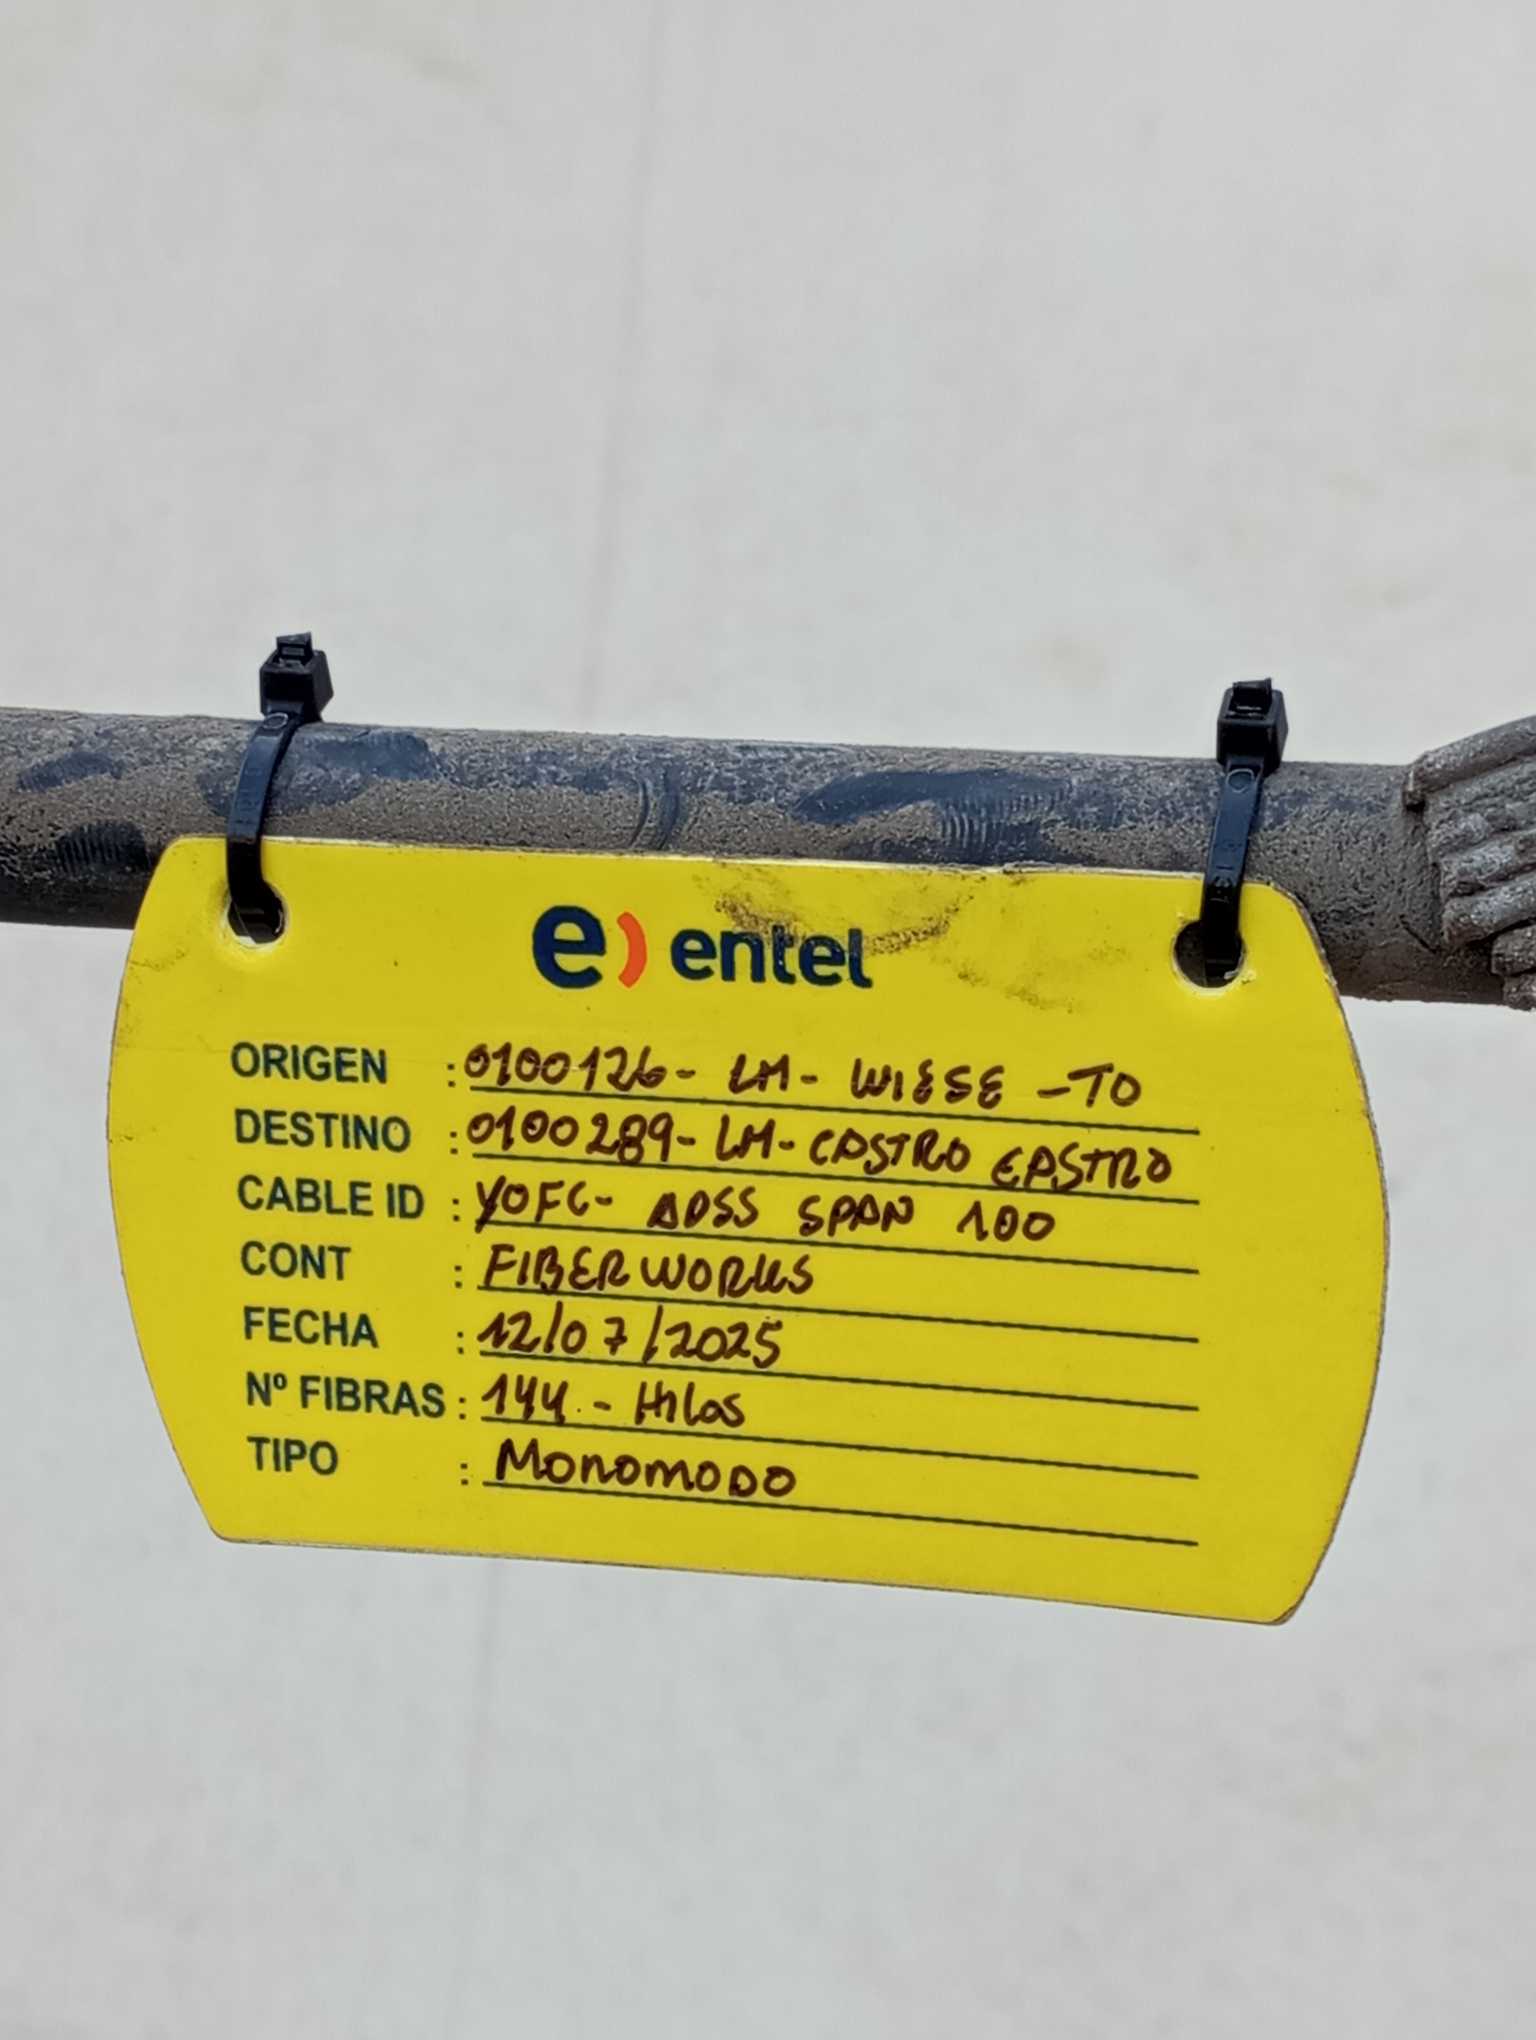 e) entel
ORIGEN : 0100126- LM- WIESE -TO
DESTINO : 0100289- LM- CASTRO CASTRO
CABLE ID : YOFC- ADSS SPAN 100
CONT : FIBERWORKS
FECHA : 12/07/2025
Nº FIBRAS : 144 - Hilos
TIPO : MONOMODO